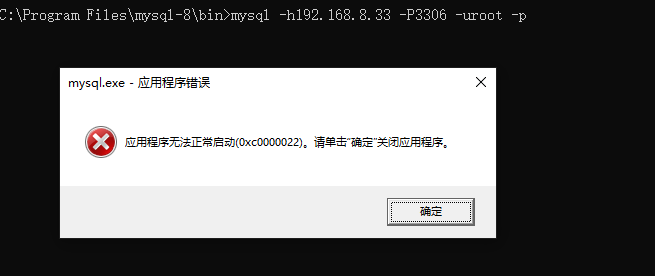 C:\Program Files\mysql-8\bin>mysql -h192.168.8.33 -P3306 -uroot -p
mysql.exe - 应用程序错误
应用程序无法正常启动(0xc0000022)。请单击“确定”关闭应用程序。
确定